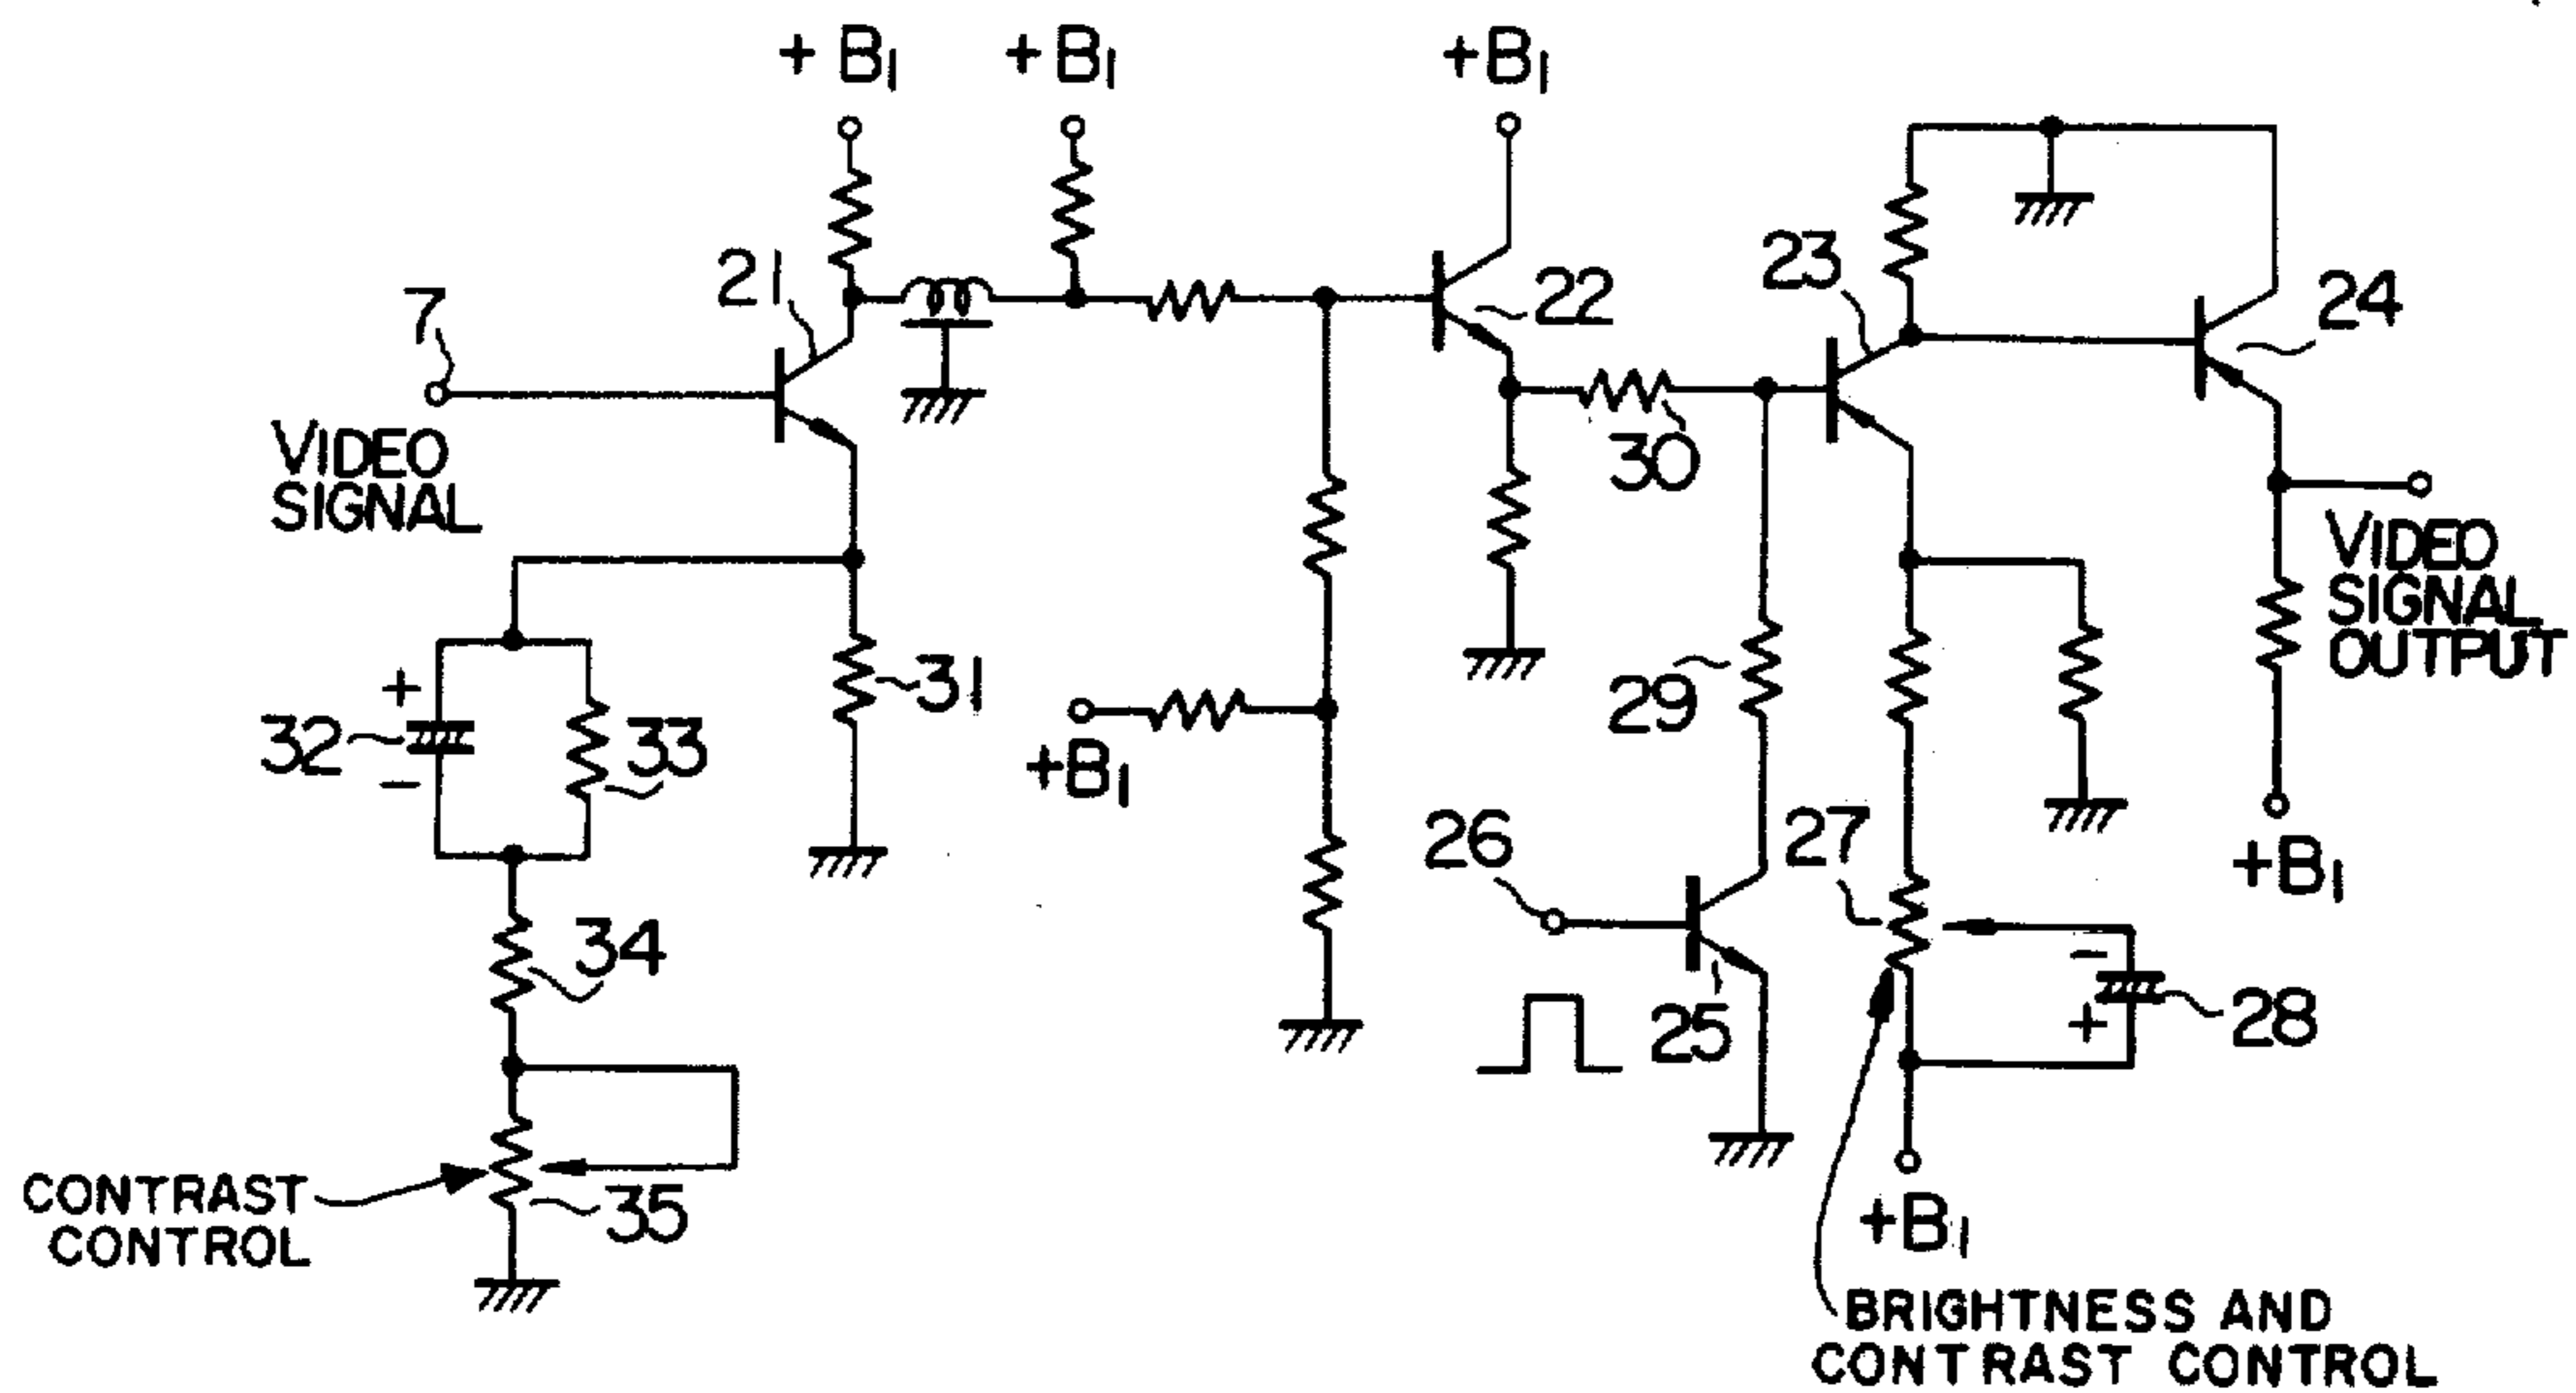 +B1
+B1
+B1
21
22
23
24
7
VIDEO
SIGNAL
30
VIDEO
SIGNAL
OUTPUT
31
32
+
−
33
29
+B1
26
27
+B1
34
25
−
+
28
CONTRAST
CONTROL
35
+B1
BRIGHTNESS AND
CONTRAST CONTROL